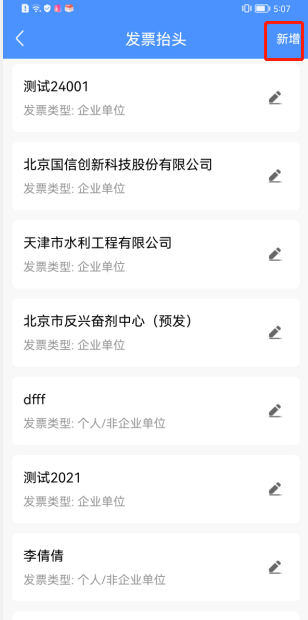 5:07
发票抬头
新增
测试24001
发票类型: 企业单位
北京国信创新科技股份有限公司
发票类型: 企业单位
天津市水利工程有限公司
发票类型: 企业单位
北京市反兴奋剂中心（预发）
发票类型: 企业单位
dfff
发票类型: 个人/非企业单位
测试2021
发票类型: 企业单位
李倩倩
发票类型: 个人/非企业单位